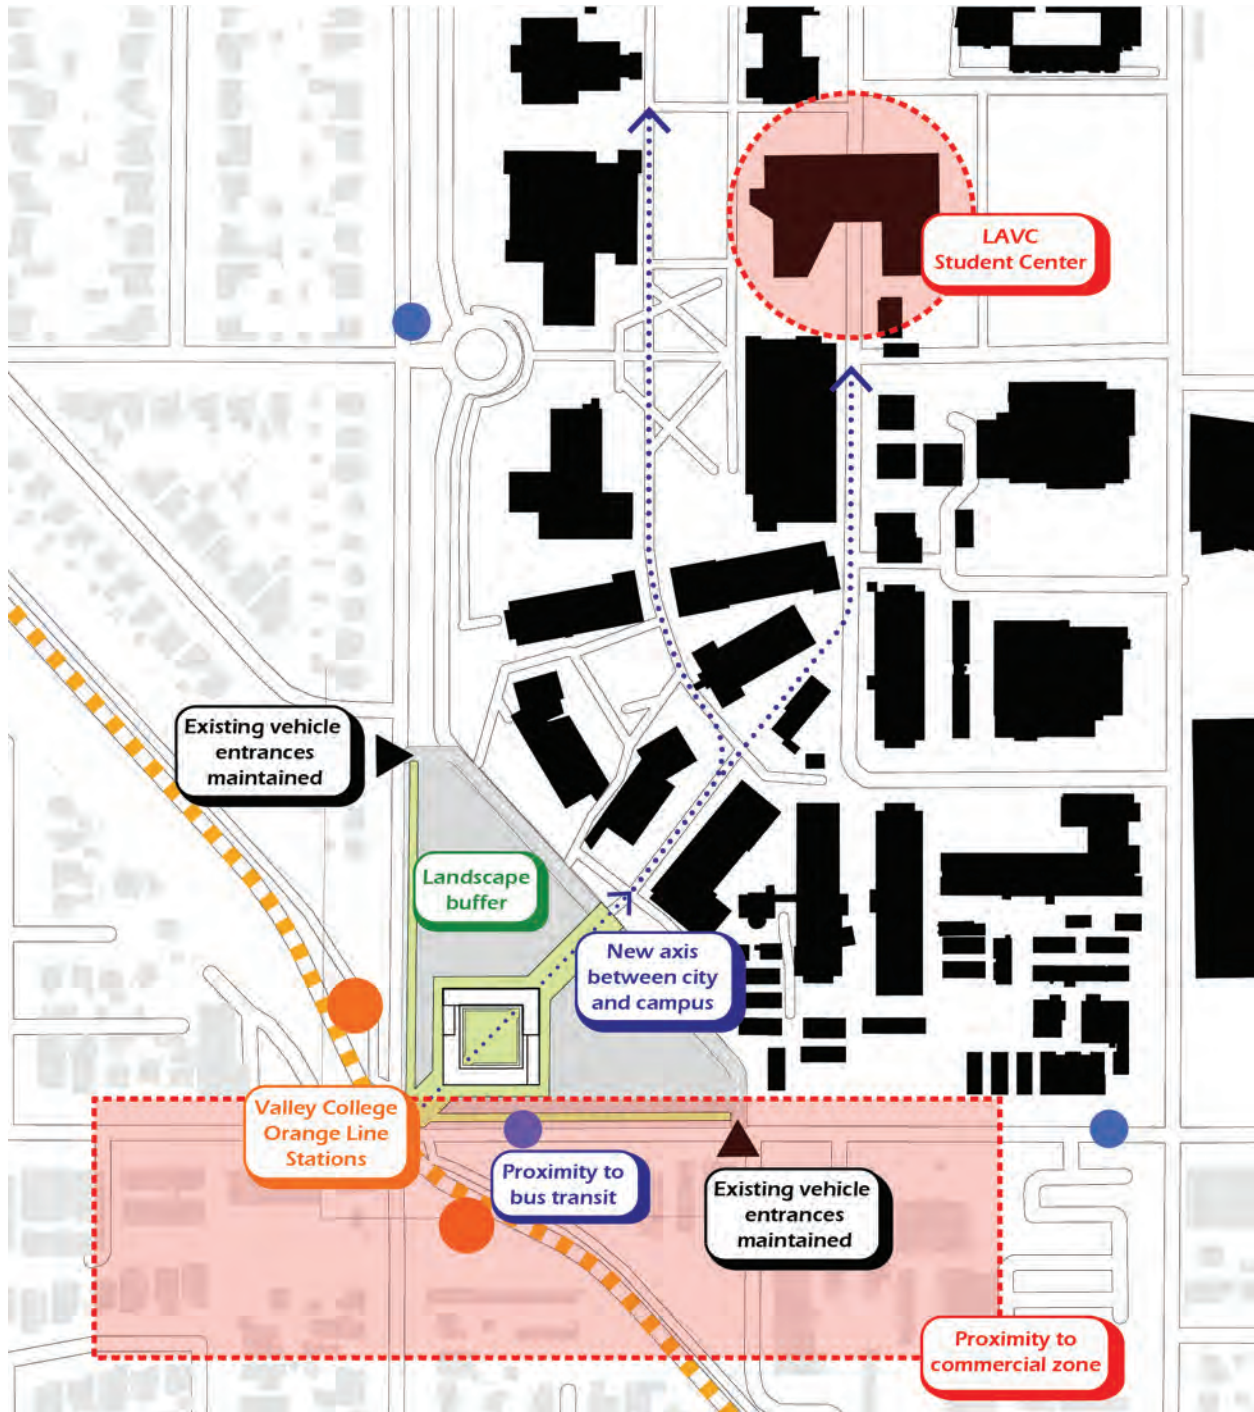 LAVC
Student Center
Existing vehicle
entrances
maintained
Landscape
buffer
New axis
between city
and campus
Valley College
Orange Line
Stations
Proximity to
bus transit
Existing vehicle
entrances
maintained
Proximity to
commercial zone